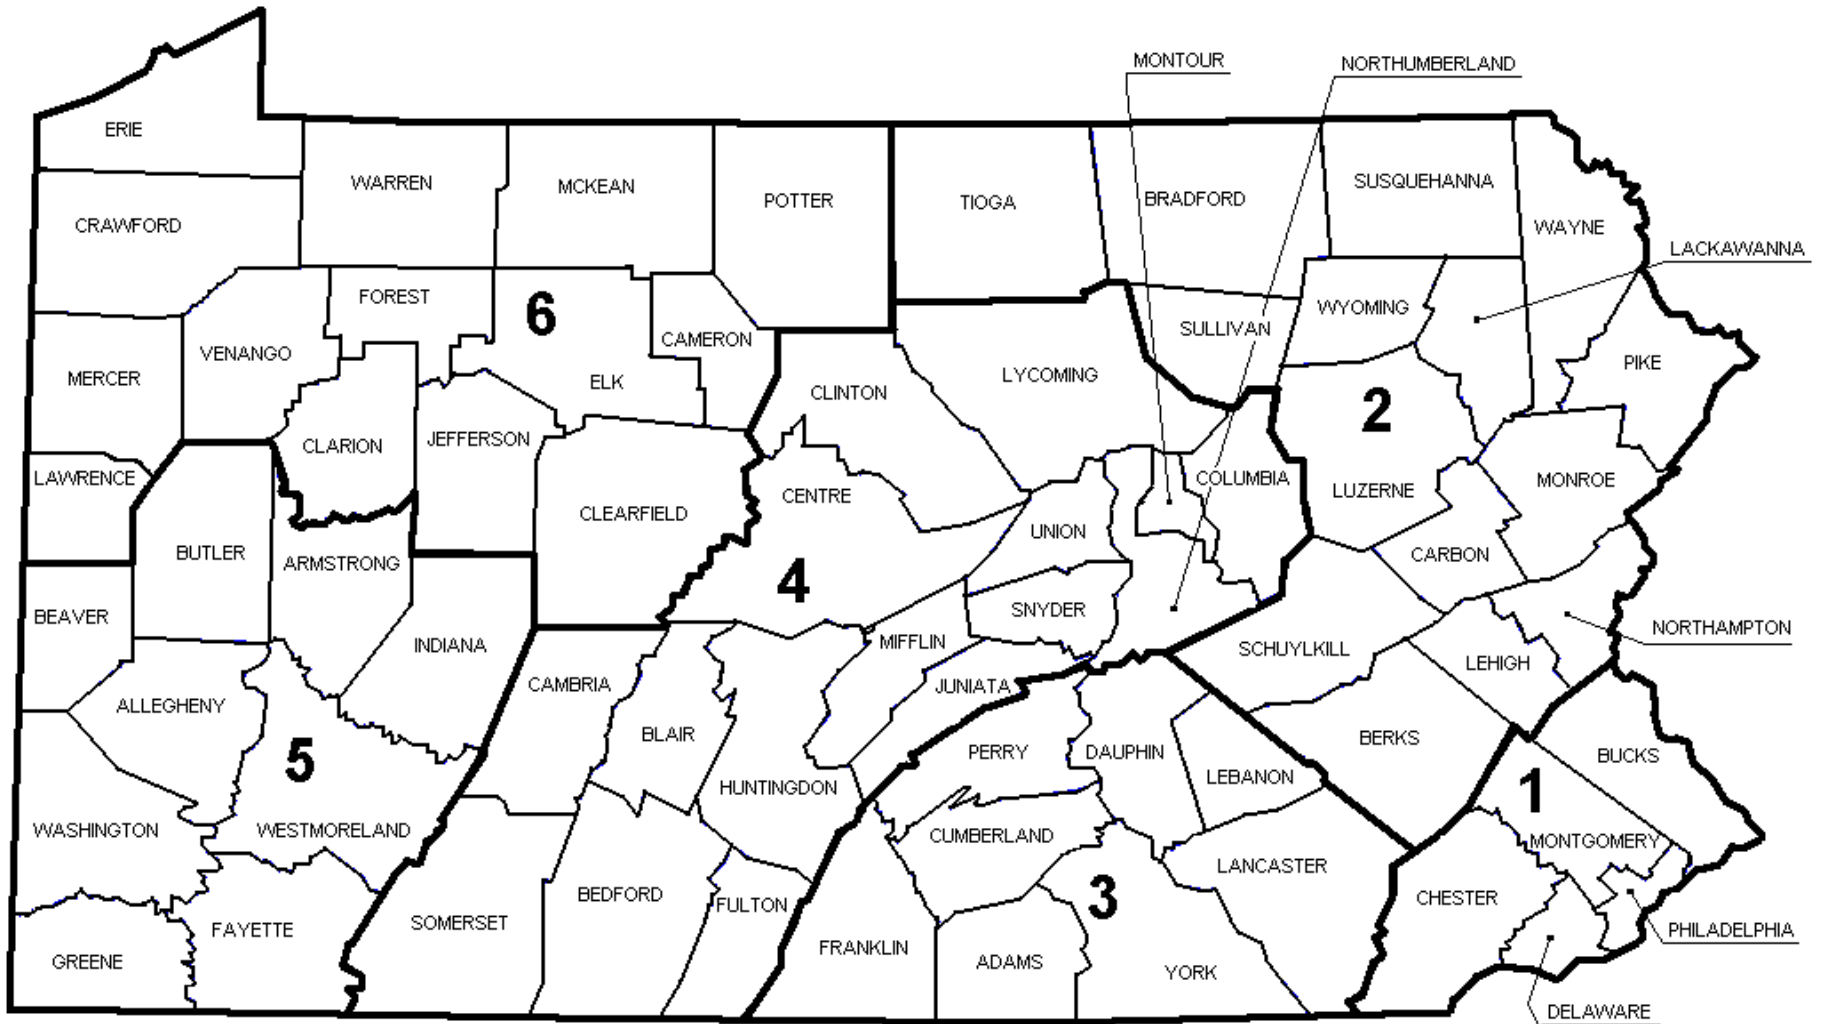 MONTOUR
NORTHUMBERLAND
ERIE
WARREN
MCKEAN
POTTER
TIOGA
BRADFORD
SUSQUEHANNA
WAYNE
CRAWFORD
LACKAWANNA
FOREST
6
CAMERON
WYOMING
SULLIVAN
VENANGO
MERCER
ELK
CLINTON
LYCOMING
PIKE
2
CLARION
JEFFERSON
LAWRENCE
CENTRE
COLUMBIA
LUZERNE
MONROE
CLEARFIELD
UNION
BUTLER
ARMSTRONG
CARBON
4
BEAVER
SNYDER
NORTHAMPTON
INDIANA
MIFFLIN
SCHUYLKILL
LEHIGH
CAMBRIA
JUNIATA
ALLEGHENY
BLAIR
PERRY
DAUPHIN
BERKS
BUCKS
5
LEBANON
1
HUNTINGDON
WASHINGTON
WESTMORELAND
CUMBERLAND
MONTGOMERY
LANCASTER
3
BEDFORD
FULTON
CHESTER
SOMERSET
FAYETTE
PHILADELPHIA
FRANKLIN
GREENE
ADAMS
YORK
DELAWARE